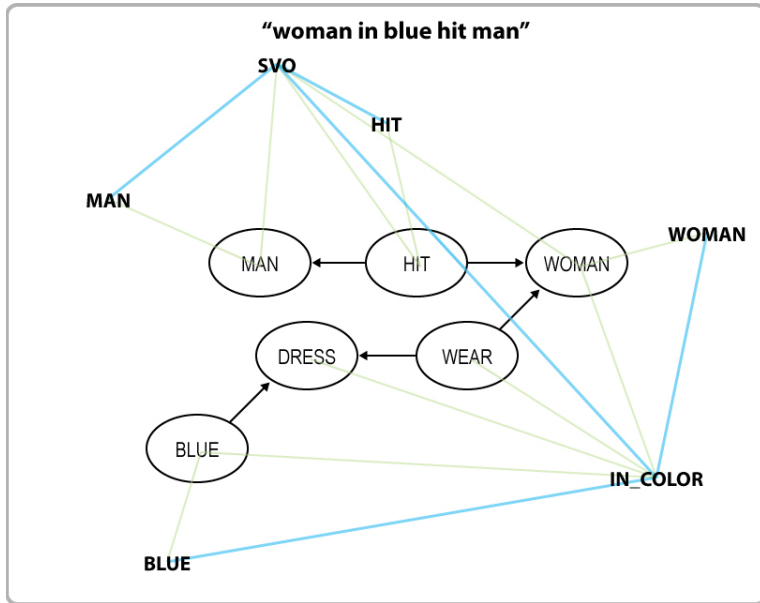 “woman in blue hit man”
SVO
HIT
MAN
WOMAN
MAN
HIT
WOMAN
DRESS
WEAR
BLUE
IN_COLOR
BLUE